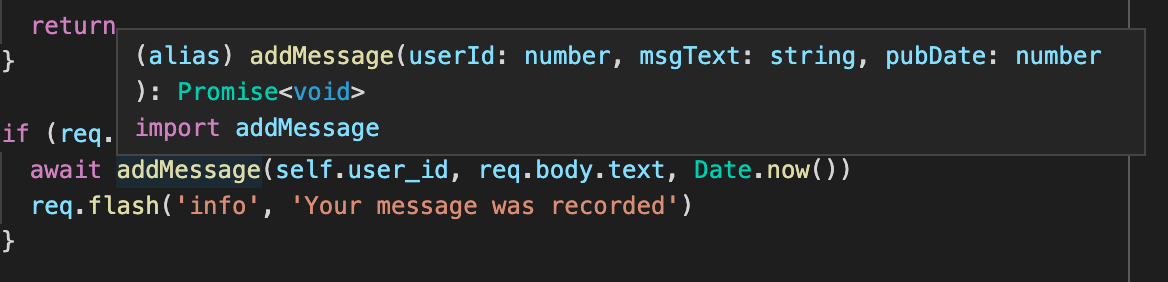 return
(alias) addMessage(userId: number, msgText: string, pubDate: number
}
): Promise<void>
import addMessage
if (req.
await addMessage(self.user_id, req.body.text, Date.now())
req.flash('info', 'Your message was recorded')
}